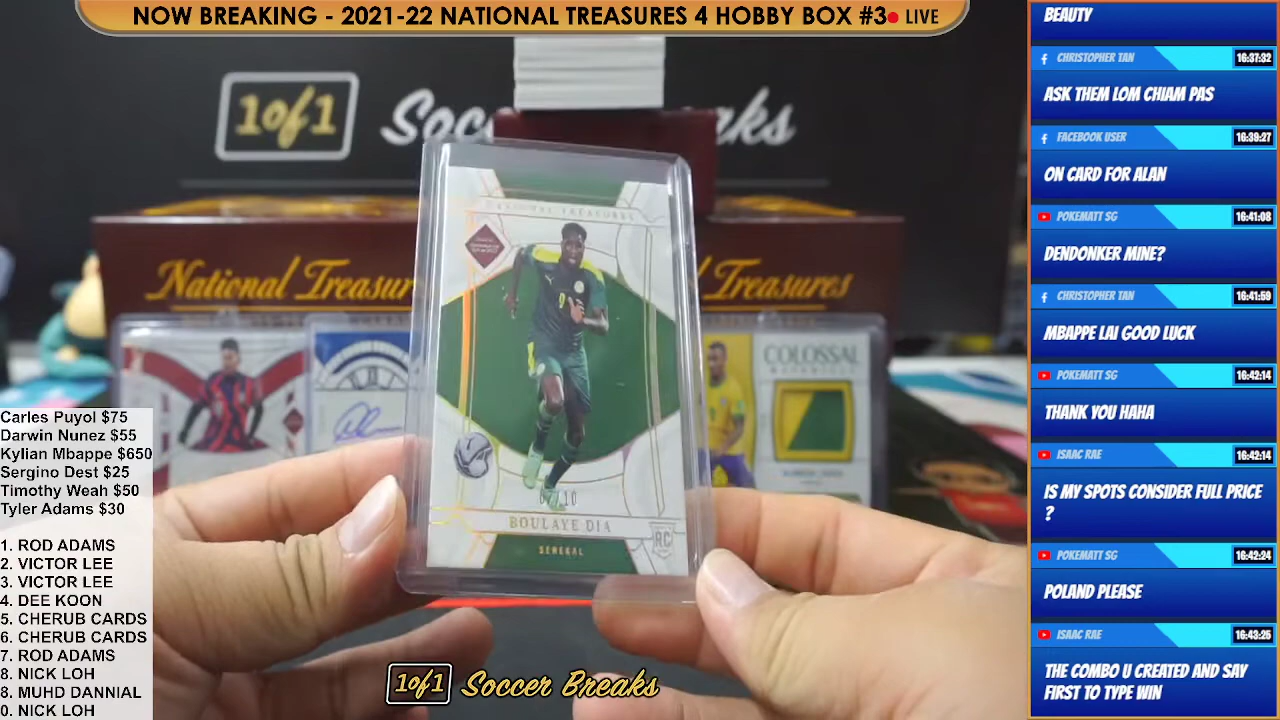 NOW BREAKING - 2021-22 NATIONAL TREASURES 4 HOBBY BOX #3 LIVE
1of1
National Treasures
NATIONAL TREASURES
COLOSSAL
BOULAYE DIA
RC
SENEGAL
Carles Puyol $75
Darwin Nunez $55
Kylian Mbappe $650
Sergino Dest $25
Timothy Weah $50
Tyler Adams $30
1. ROD ADAMS
2. VICTOR LEE
3. VICTOR LEE
4. DEE KOON
5. CHERUB CARDS
6. CHERUB CARDS
7. ROD ADAMS
8. NICK LOH
8. MUHD DANNIAL
0. NICK LOH
1of1 Soccer Breaks
BEAUTY
CHRISTOPHER TAN 16:37:32
ASK THEM LOM CHIAM PAS
FACEBOOK USER 16:39:27
ON CARD FOR ALAN
POKEMATT SG 16:41:08
DENDONKER MINE?
CHRISTOPHER TAN 16:41:59
MBAPPE LAI GOOD LUCK
POKEMATT SG 16:42:14
THANK YOU HAHA
ISAAC RAE 16:42:14
IS MY SPOTS CONSIDER FULL PRICE
?
POKEMATT SG 16:42:24
POLAND PLEASE
ISAAC RAE 16:43:25
THE COMBO U CREATED AND SAY
FIRST TO TYPE WIN